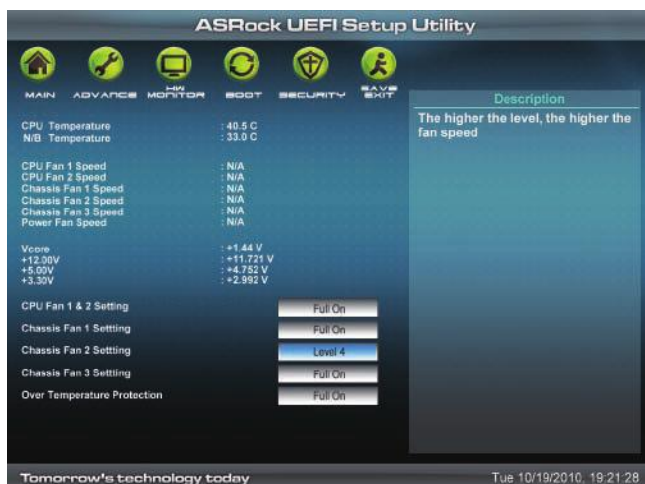 ASRock UEFI Setup Utility
MAIN ADVANCE HW MONITOR BOOT SECURITY SAVE EXIT
Description
The higher the level, the higher the
fan speed
CPU Temperature : 40.5 C
N/B Temperature : 33.0 C
CPU Fan 1 Speed : N/A
CPU Fan 2 Speed : N/A
Chassis Fan 1 Speed : N/A
Chassis Fan 2 Speed : N/A
Chassis Fan 3 Speed : N/A
Power Fan Speed : N/A
Vcore : +1.44 V
+12.00V : +11.721 V
+5.00V : +4.752 V
+3.30V : +2.992 V
CPU Fan 1 & 2 Setting Full On
Chassis Fan 1 Settting Full On
Chassis Fan 2 Settting Level 4
Chassis Fan 3 Settting Full On
Over Temperature Protection Full On
Tomorrow's technology today Tue 10/19/2010, 19:21:28